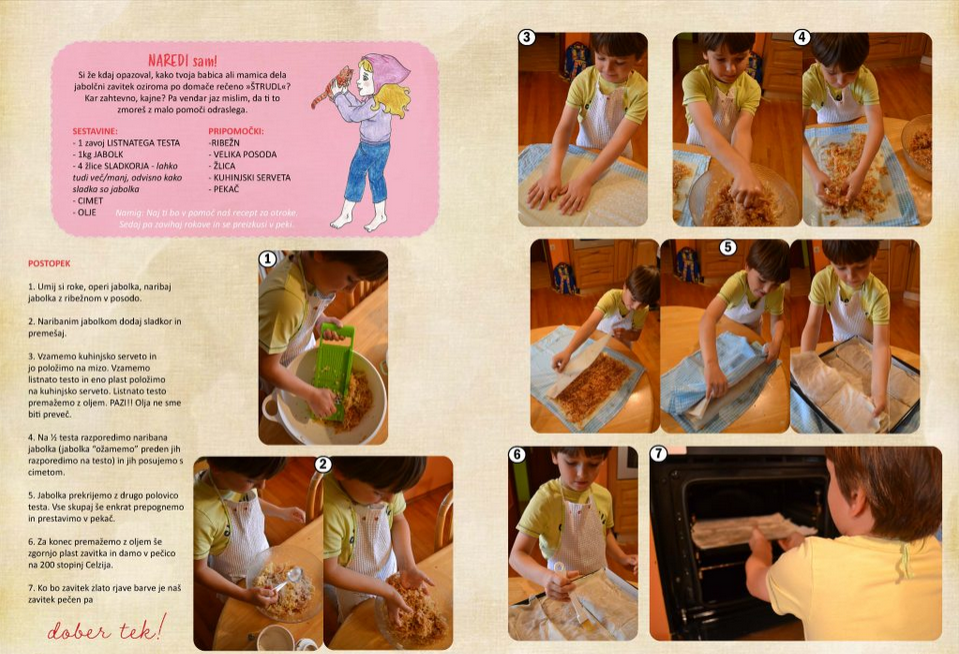 NAREDI sam!
Si že kdaj opazoval, kako tvoja babica ali mamica dela
jabolčni zavitek oziroma po domače rečeno »ŠTRUDL«?
Kar zahtevno, kajne? Pa vendar jaz mislim, da ti to
zmoreš z malo pomoči odraslega.
SESTAVINE:
- 1 zavoj LISTNATEGA TESTA
- 1kg JABOLK
- 4 žlice SLADKORJA - lahko
tudi več/manj, odvisno kako
sladka so jabolka
- CIMET
- OLJE
PRIPOMOČKI:
-RIBEŽN
- VELIKA POSODA
- ŽLICA
- KUHINJSKI SERVETA
- PEKAČ
Namig: Naj ti bo v pomoč naš recept za otroke.
Sedaj pa zavihaj rokave in se preizkusi v peki.
POSTOPEK
1. Umij si roke, operi jabolka, naribaj
jabolka z ribežnom v posodo.
2. Naribanim jabolkom dodaj sladkor in
premešaj.
3. Vzamemo kuhinjsko serveto in
jo položimo na mizo. Vzamemo
listnato testo in eno plast položimo
na kuhinjsko serveto. Listnato testo
premažemo z oljem. PAZI!!! Olja ne sme
biti preveč.
4. Na ½ testa razporedimo naribana
jabolka (jabolka "ožamemo" preden jih
razporedimo na testo) in jih posujemo s
cimetom.
5. Jabolka prekrijemo z drugo polovico
testa. Vse skupaj še enkrat prepognemo
in prestavimo v pekač.
6. Za konec premažemo z oljem še
zgornjo plast zavitka in damo v pečico
na 200 stopinj Celzija.
7. Ko bo zavitek zlato rjave barve je naš
zavitek pečen pa
dober tek!
1
2
3
4
5
6
7